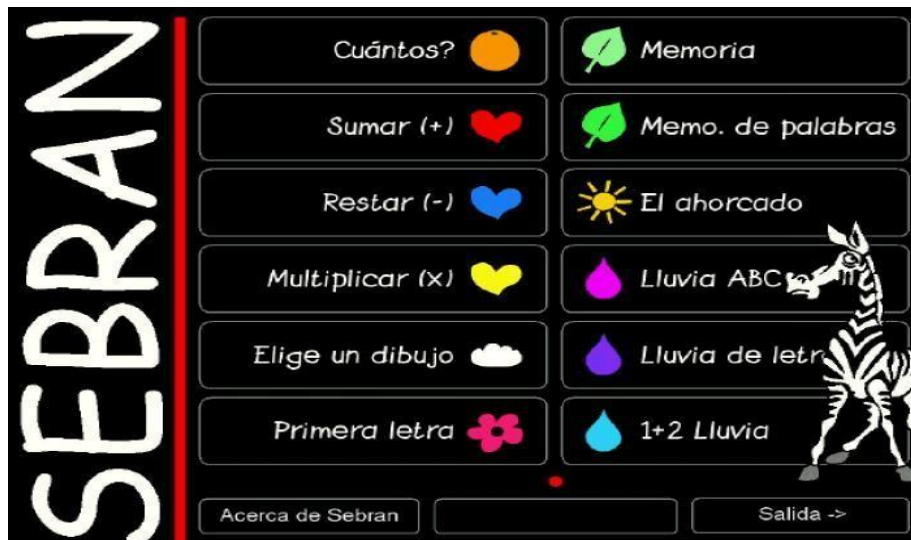 SEBRAN
Cuántos?
Sumar (+)
Restar (-)
Multiplicar (x)
Elige un dibujo
Primera letra
Memoria
Memo. de palabras
El ahorcado
Lluvia ABC
Lluvia de letr
1+2 Lluvia
Acerca de Sebran
Salida ->